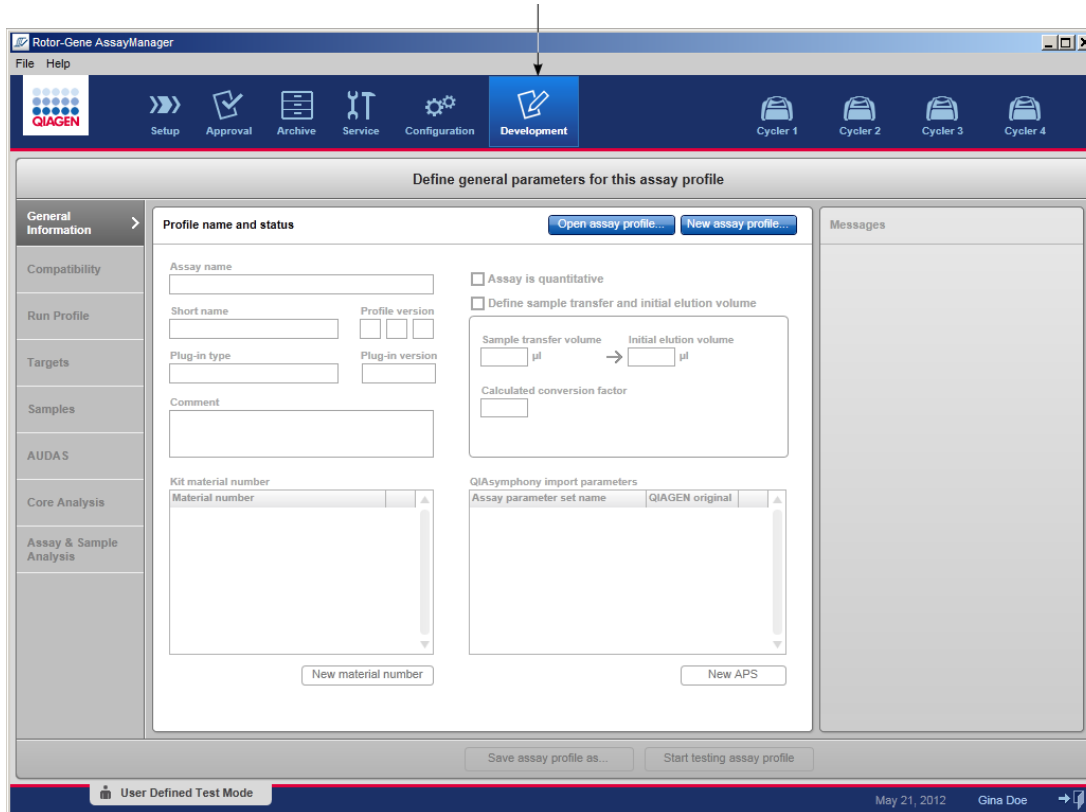 Rotor-Gene AssayManager
File Help
QIAGEN
Setup Approval Archive Service Configuration Development Cycler 1 Cycler 2 Cycler 3 Cycler 4
Define general parameters for this assay profile
General
Information
Compatibility
Run Profile
Targets
Samples
AUDAS
Core Analysis
Assay & Sample
Analysis
Profile name and status Open assay profile... New assay profile...
Assay name
Short name Profile version
Plug-in type Plug-in version
Comment
Kit material number
Material number
New material number
Assay is quantitative
Define sample transfer and initial elution volume
Sample transfer volume Initial elution volume
µl µl
Calculated conversion factor
QIAsymphony import parameters
Assay parameter set name QIAGEN original
New APS
Messages
Save assay profile as... Start testing assay profile
User Defined Test Mode May 21, 2012 Gina Doe